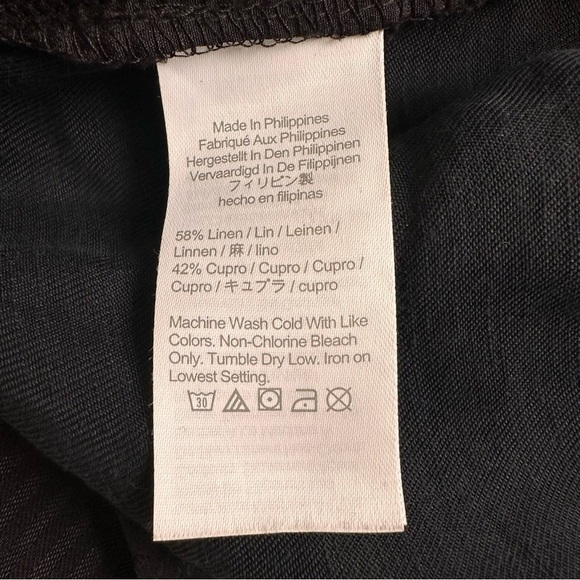 Made In Philippines
Fabriqué Aux Philippines
Hergestellt In Den Philippinen
Vervaardigd In De Filippijnen
フィリピン製
hecho en filipinas
58% Linen / Lin / Leinen /
Linnen / 麻 / lino
42% Cupro / Cupro / Cupro /
Cupro / キュプラ / cupro
Machine Wash Cold With Like
Colors. Non-Chlorine Bleach
Only. Tumble Dry Low. Iron on
Lowest Setting.
30